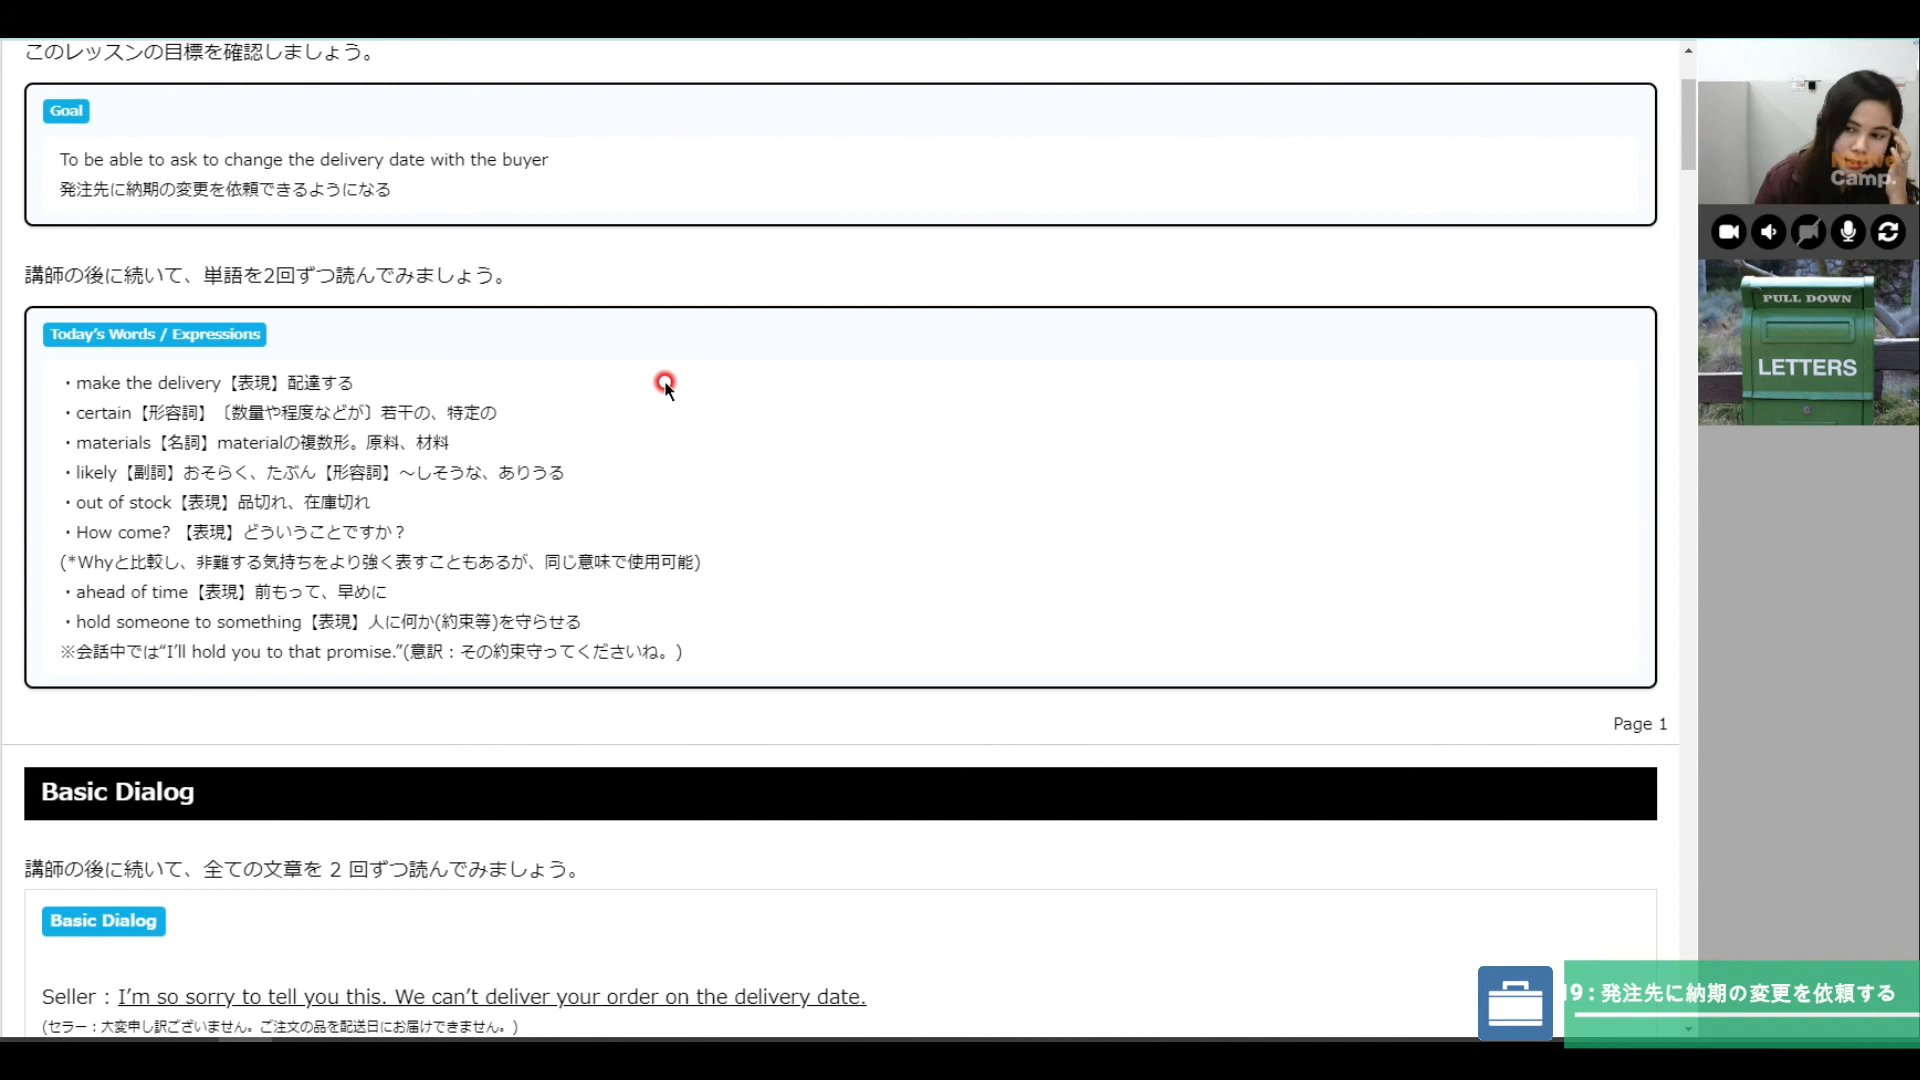 このレッスンの目標を確認しましょう。
Goal
To be able to ask to change the delivery date with the buyer
発注先に納期の変更を依頼できるようになる
講師の後に続いて、単語を2回ずつ読んでみましょう。
Today's Words / Expressions
・make the delivery【表現】配達する
・certain【形容詞】〔数量や程度などが〕若干の、特定の
・materials【名詞】materialの複数形。原料、材料
・likely【副詞】おそらく、たぶん【形容詞】～しそうな、ありうる
・out of stock【表現】品切れ、在庫切れ
・How come? 【表現】どういうことですか？
(*Whyと比較し、非難する気持ちをより強く表すこともあるが、同じ意味で使用可能)
・ahead of time【表現】前もって、早めに
・hold someone to something【表現】人に何か(約束等)を守らせる
※会話中では“I’ll hold you to that promise.”(意訳：その約束守ってくださいね。)
Page 1
Basic Dialog
講師の後に続いて、全ての文章を 2 回ずつ読んでみましょう。
Basic Dialog
Seller : I’m so sorry to tell you this. We can’t deliver your order on the delivery date.
(セラー：大変申し訳ございません。ご注文の品を配送日にお届けできません。)
Camp.
PULL DOWN
LETTERS
19 : 発注先に納期の変更を依頼する